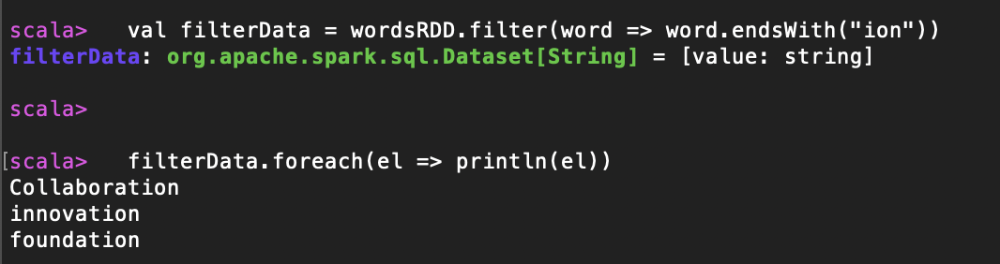 scala>   val filterData = wordsRDD.filter(word => word.endsWith("ion"))
filterData: org.apache.spark.sql.Dataset[String] = [value: string]
scala>
[scala>   filterData.foreach(el => println(el))
Collaboration
innovation
foundation